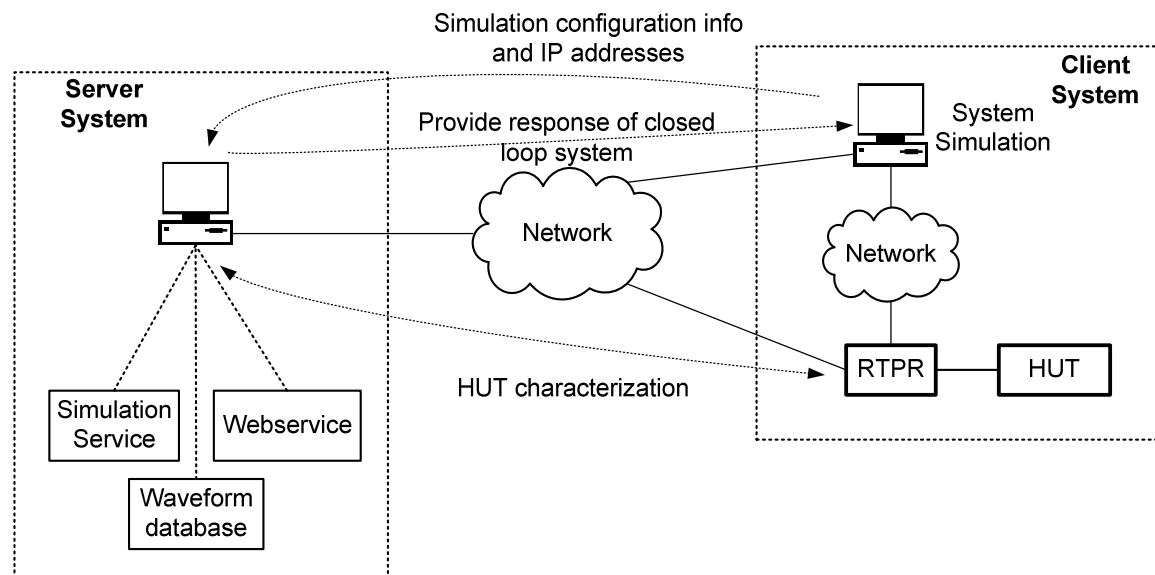 Simulation configuration info
and IP addresses
Server
System
Client
System
System
Simulation
Provide response of closed
loop system
Network
Network
HUT characterization
RTPR
HUT
Simulation
Service
Webservice
Waveform
database